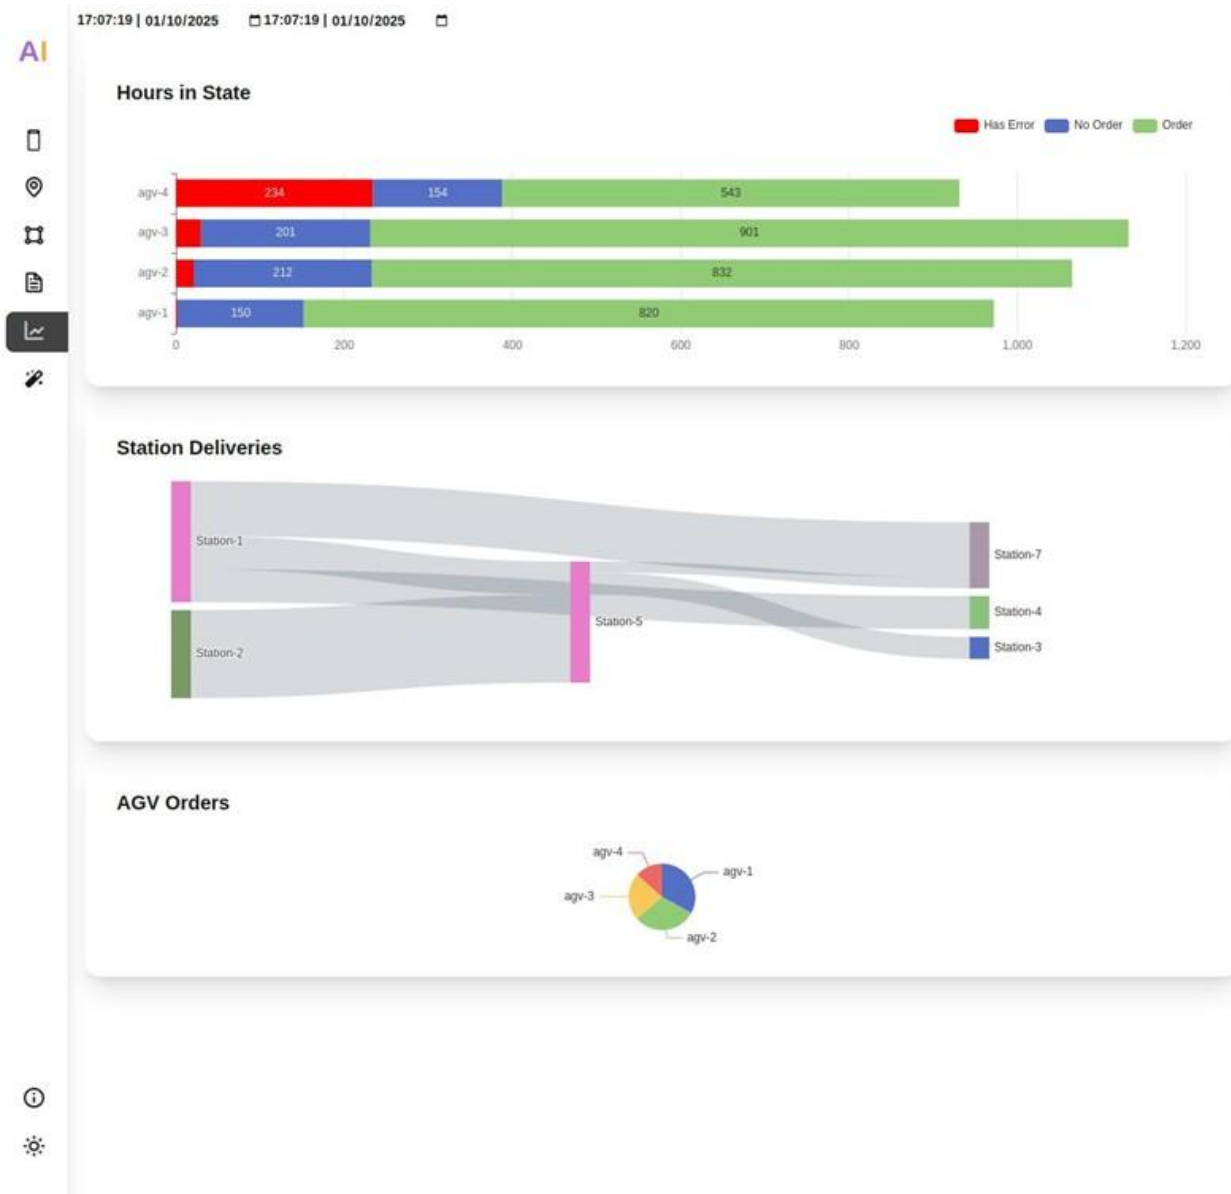 17:07:19 | 01/10/2025 17:07:19 | 01/10/2025
AI
Hours in State
Has Error No Order Order
agv-4 234 154 543
agv-3 201 901
agv-2 212 832
agv-1 150 820
0 200 400 600 800 1,000 1,200
Station Deliveries
Station-1
Station-7
Station-4
Station-5
Station-3
Station-2
AGV Orders
agv-4
agv-1
agv-3
agv-2